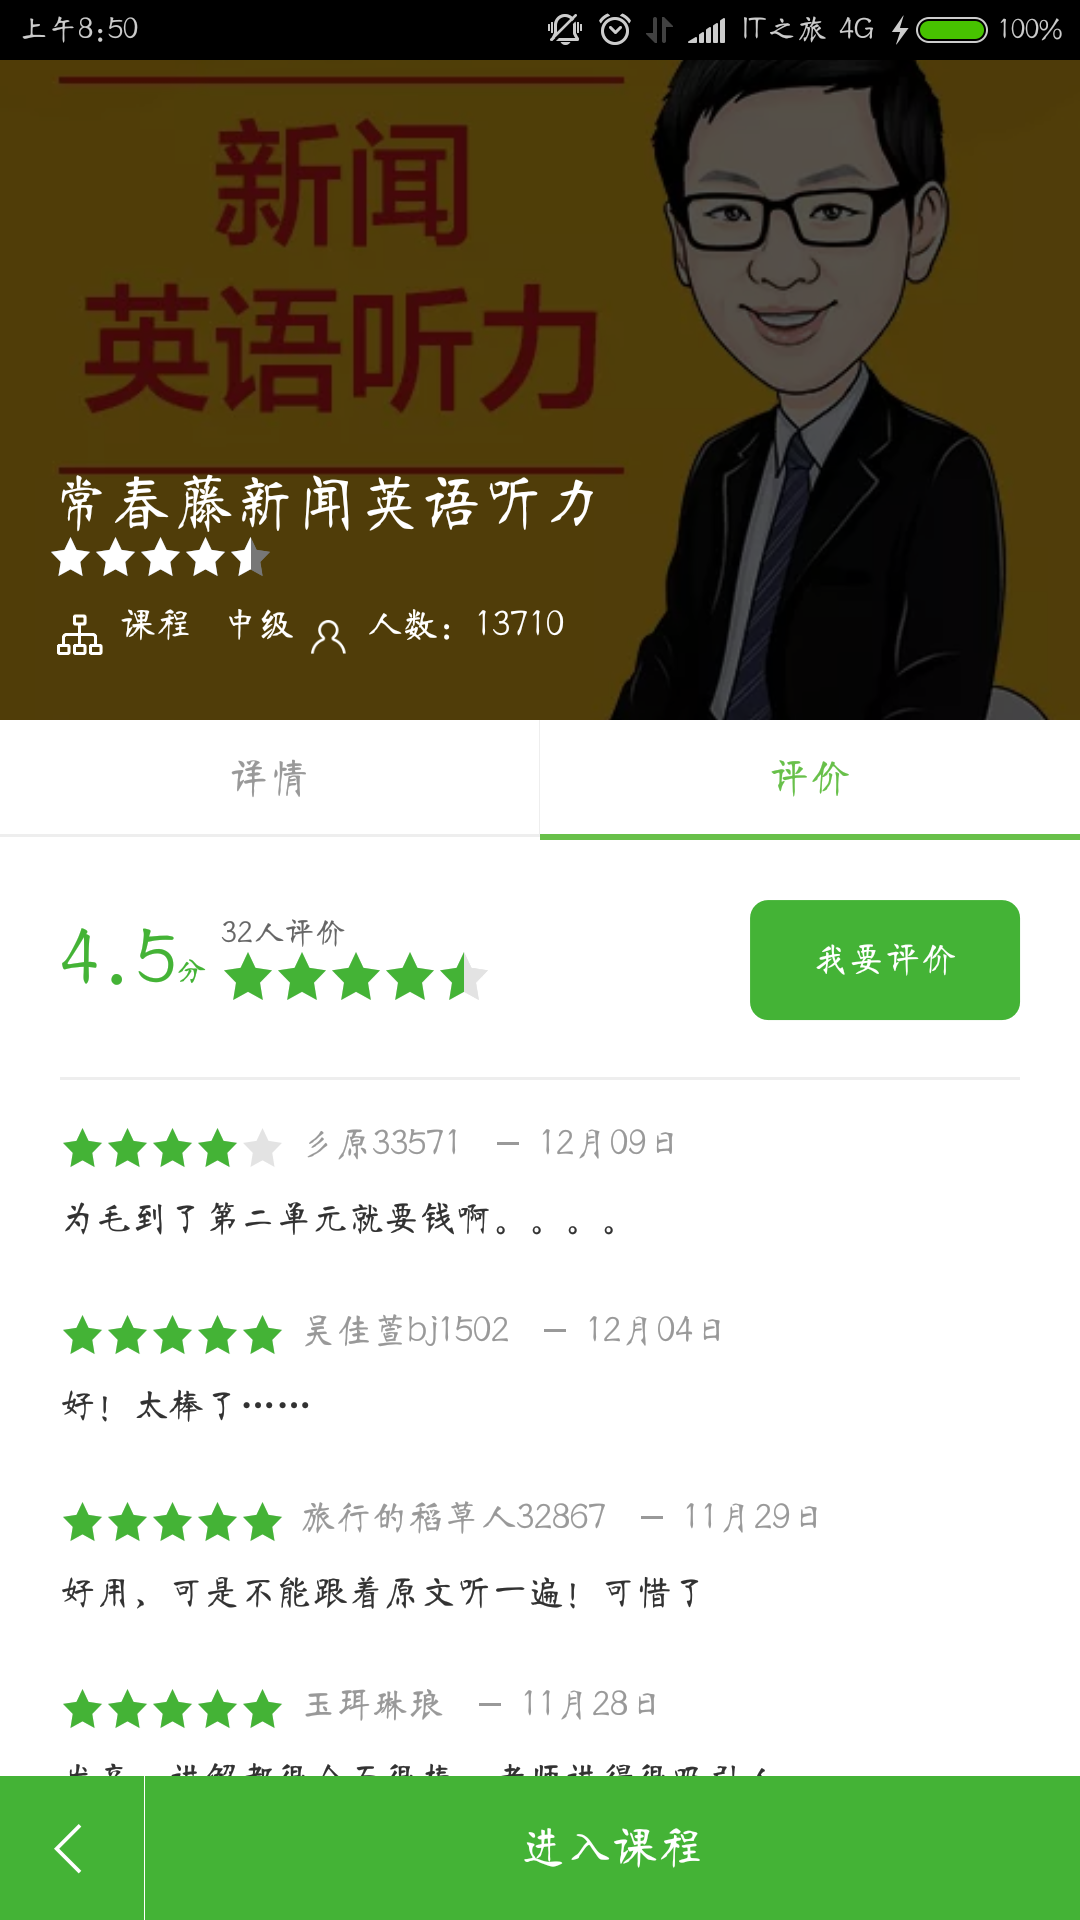 上午8:50
IT之旅 4G 100%
新闻
英语听力
常春藤新闻英语听力
课程 中级 人数：13710
详情 评价
4.5分 32人评价
我要评价
彡原33571 — 12月09日
为毛到了第二单元就要钱啊。。。。
吴佳萱bj1502 — 12月04日
好！太棒了……
旅行的稻草人32867 — 11月29日
好用，可是不能跟着原文听一遍！可惜了
玉珥琳琅 — 11月28日
进入课程